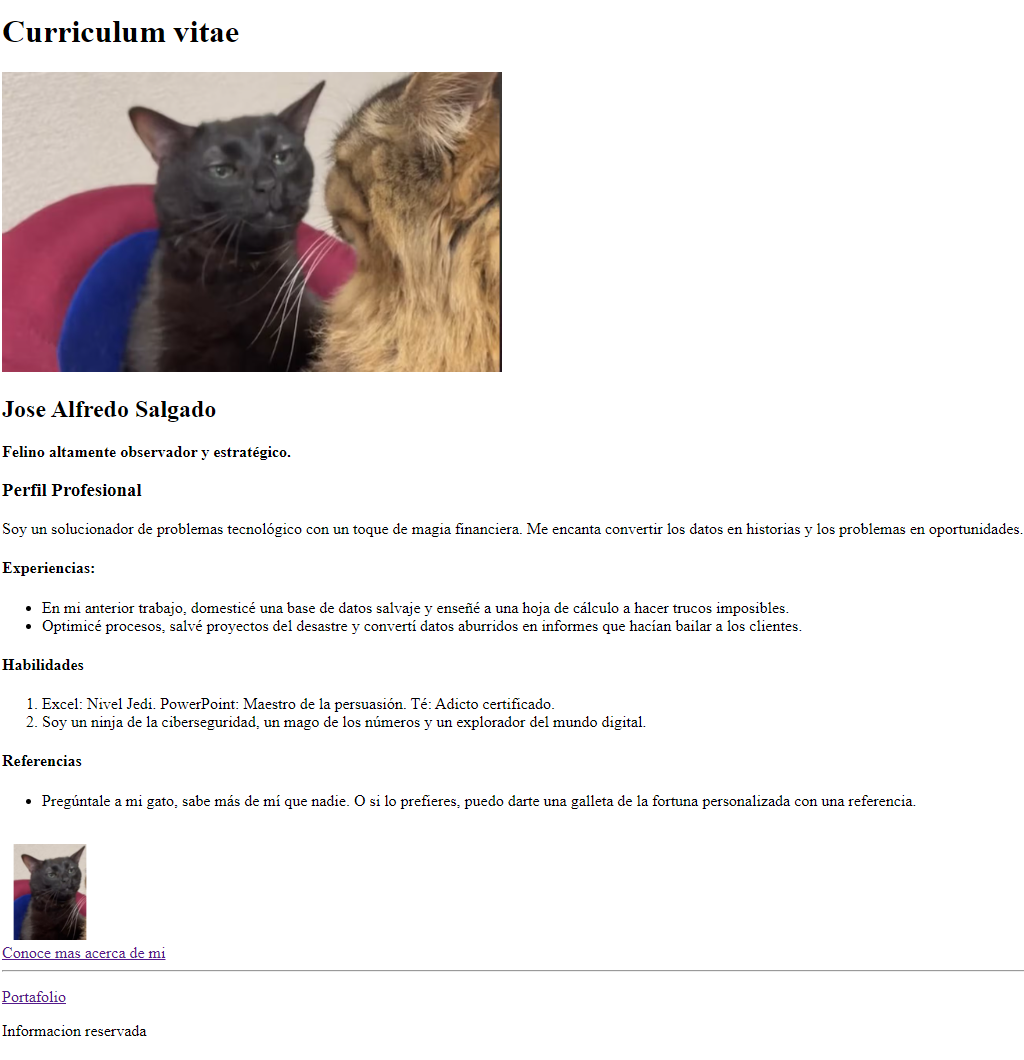 Curriculum vitae
Jose Alfredo Salgado
Felino altamente observador y estratégico.
Perfil Profesional
Soy un solucionador de problemas tecnológico con un toque de magia financiera. Me encanta convertir los datos en historias y los problemas en oportunidades.
Experiencias:
• En mi anterior trabajo, domesticé una base de datos salvaje y enseñé a una hoja de cálculo a hacer trucos imposibles.
• Optimicé procesos, salvé proyectos del desastre y convertí datos aburridos en informes que hacían bailar a los clientes.
Habilidades
1. Excel: Nivel Jedi. PowerPoint: Maestro de la persuasión. Té: Adicto certificado.
2. Soy un ninja de la ciberseguridad, un mago de los números y un explorador del mundo digital.
Referencias
• Pregúntale a mi gato, sabe más de mí que nadie. O si lo prefieres, puedo darte una galleta de la fortuna personalizada con una referencia.
Conoce mas acerca de mi
Portafolio
Informacion reservada